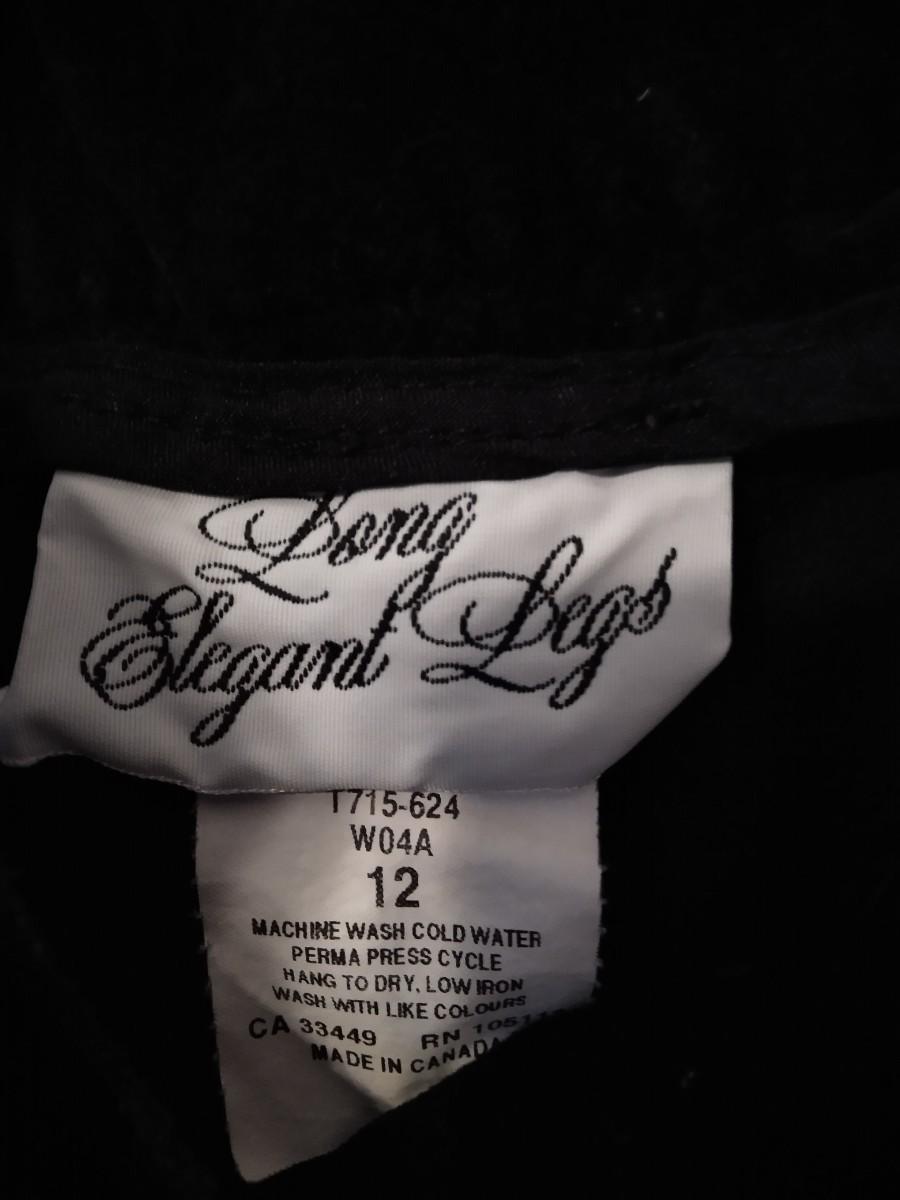 Long
Elegant Legs
T715-624
W04A
12
MACHINE WASH COLD WATER
PERMA PRESS CYCLE
HANG TO DRY, LOW IRON
WASH WITH LIKE COLOURS
CA 33449 RN
MADE IN CANADA